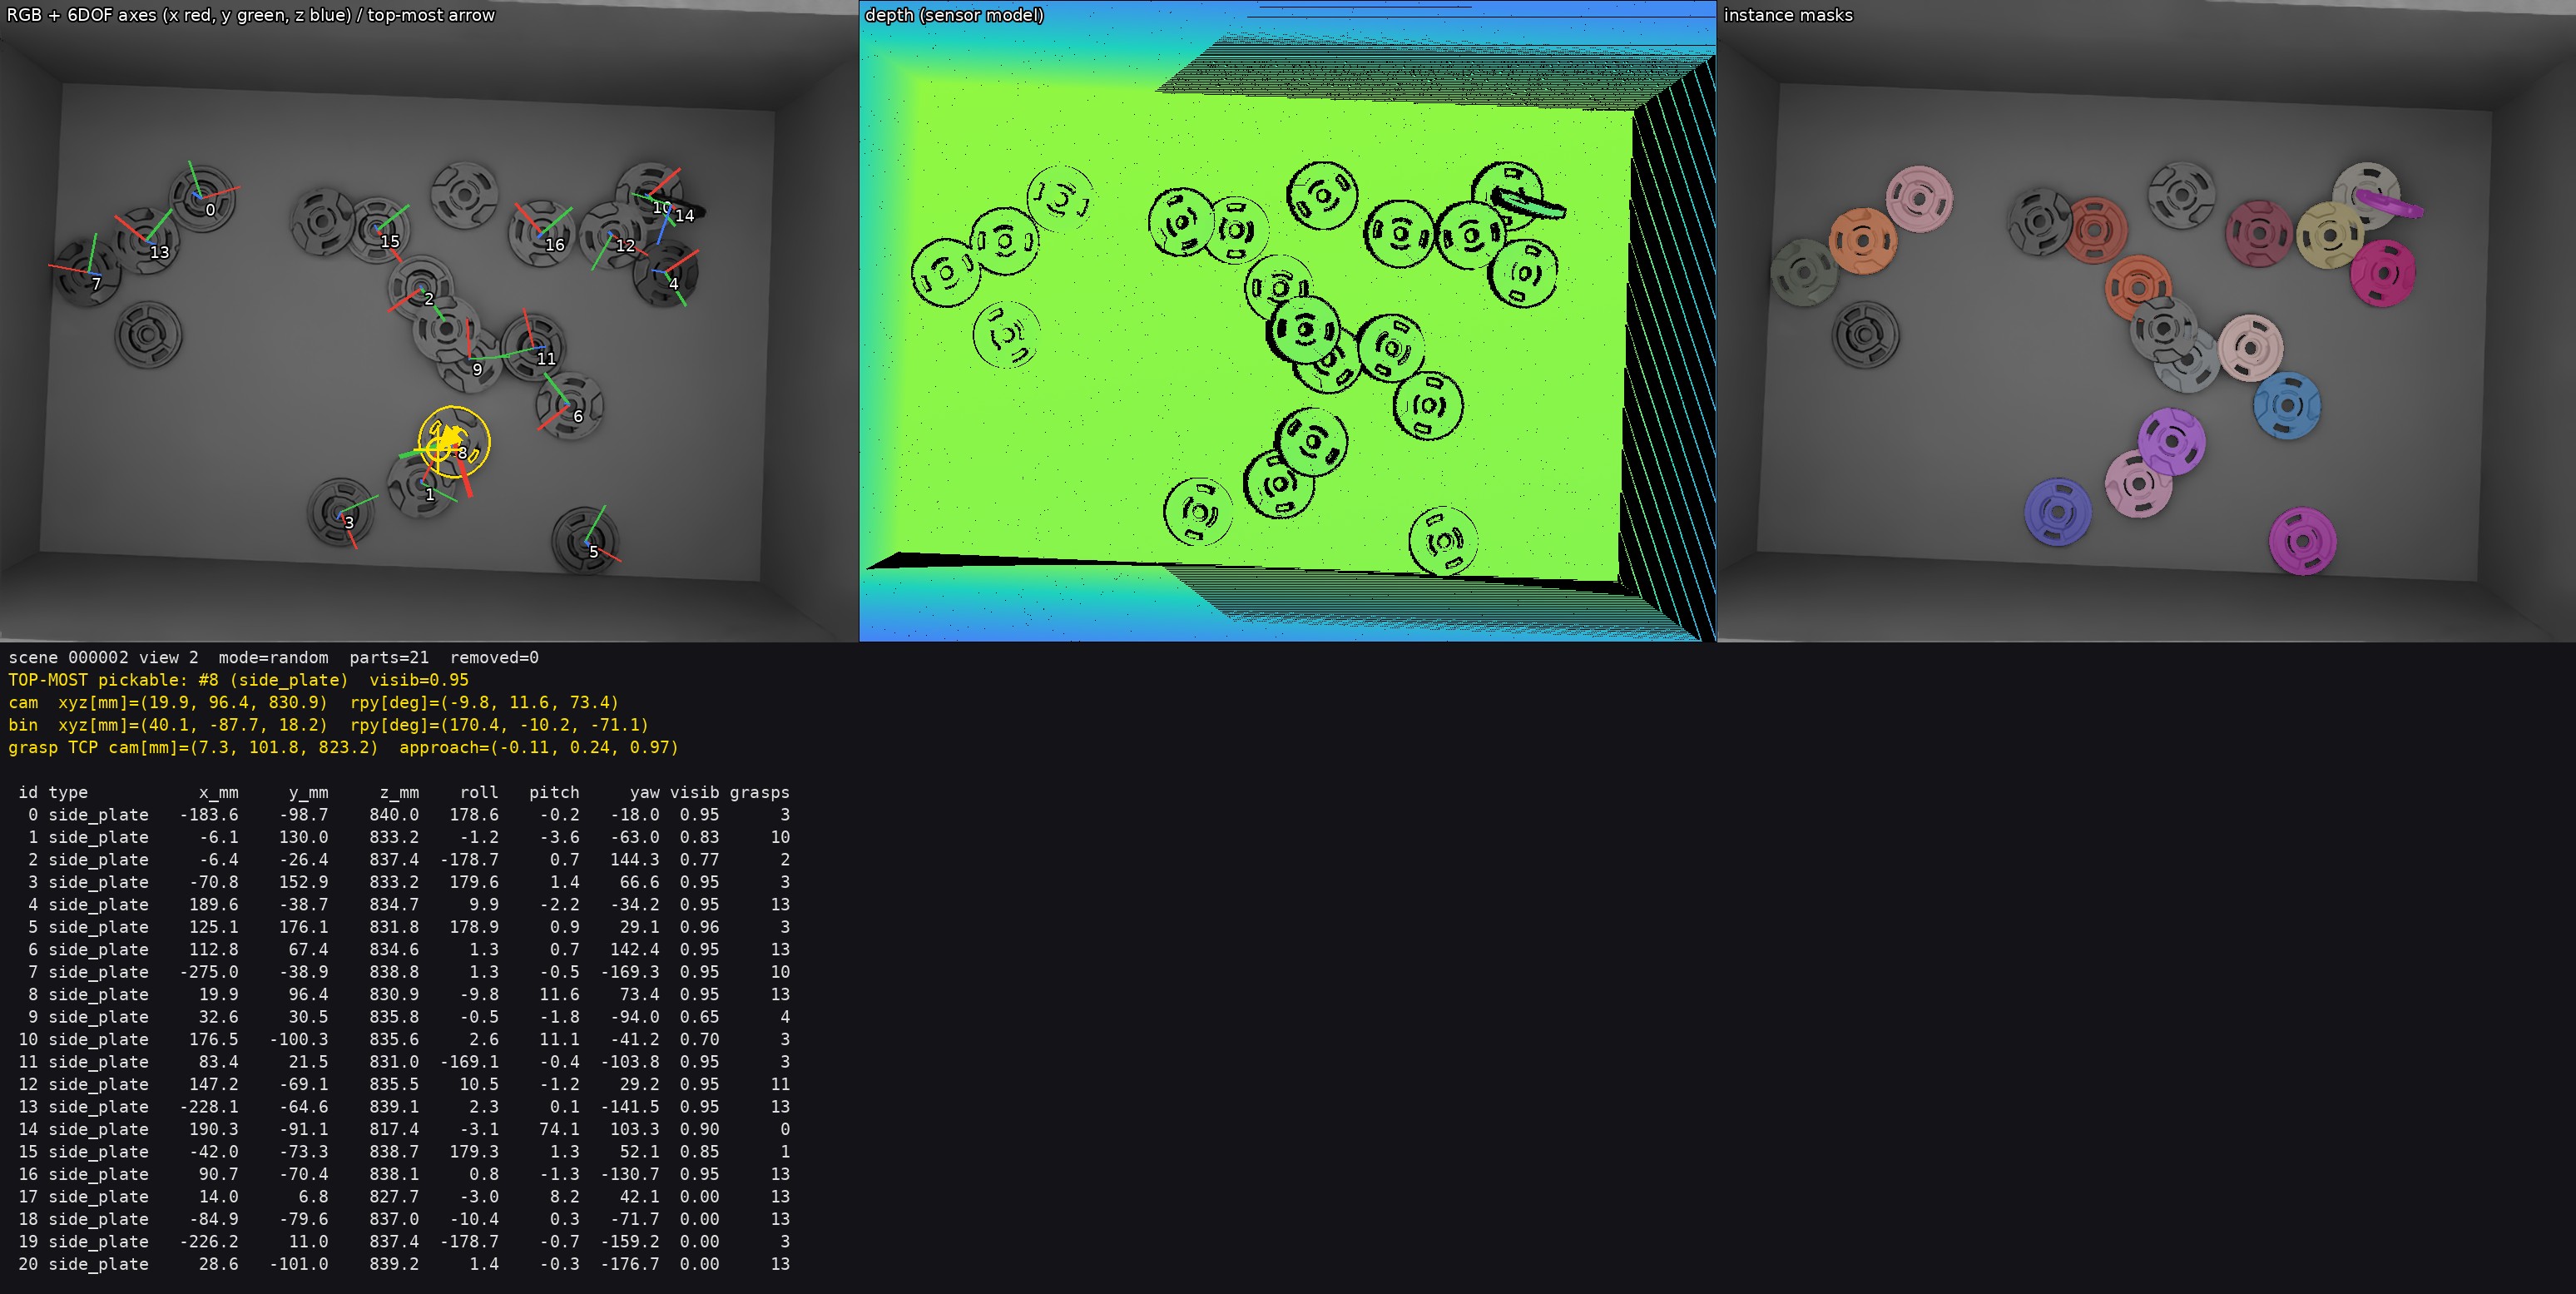 RGB + 6DOF axes (x red, y green, z blue) / top-most arrow
depth (sensor model)
instance masks
0
13
7
15
16
12
10
14
4
2
9
11
6
8
1
3
5
scene 000002 view 2  mode=random  parts=21  removed=0
TOP-MOST pickable: #8 (side_plate)  visib=0.95
cam  xyz[mm]=(19.9, 96.4, 830.9)  rpy[deg]=(-9.8, 11.6, 73.4)
bin  xyz[mm]=(40.1, -87.7, 18.2)  rpy[deg]=(170.4, -10.2, -71.1)
grasp TCP cam[mm]=(7.3, 101.8, 823.2)  approach=(-0.11, 0.24, 0.97)
id type x_mm y_mm z_mm roll pitch yaw visib grasps
0 side_plate -183.6 -98.7 840.0 178.6 -0.2 -18.0 0.95 3
1 side_plate -6.1 130.0 833.2 -1.2 -3.6 -63.0 0.83 10
2 side_plate -6.4 -26.4 837.4 -178.7 0.7 144.3 0.77 2
3 side_plate -70.8 152.9 833.2 179.6 1.4 66.6 0.95 3
4 side_plate 189.6 -38.7 834.7 9.9 -2.2 -34.2 0.95 13
5 side_plate 125.1 176.1 831.8 178.9 0.9 29.1 0.96 3
6 side_plate 112.8 67.4 834.6 1.3 0.7 142.4 0.95 13
7 side_plate -275.0 -38.9 838.8 1.3 -0.5 -169.3 0.95 10
8 side_plate 19.9 96.4 830.9 -9.8 11.6 73.4 0.95 13
9 side_plate 32.6 30.5 835.8 -0.5 -1.8 -94.0 0.65 4
10 side_plate 176.5 -100.3 835.6 2.6 11.1 -41.2 0.70 3
11 side_plate 83.4 21.5 831.0 -169.1 -0.4 -103.8 0.95 3
12 side_plate 147.2 -69.1 835.5 10.5 -1.2 29.2 0.95 11
13 side_plate -228.1 -64.6 839.1 2.3 0.1 -141.5 0.95 13
14 side_plate 190.3 -91.1 817.4 -3.1 74.1 103.3 0.90 0
15 side_plate -42.0 -73.3 838.7 179.3 1.3 52.1 0.85 1
16 side_plate 90.7 -70.4 838.1 0.8 -1.3 -130.7 0.95 13
17 side_plate 14.0 6.8 827.7 -3.0 8.2 42.1 0.00 13
18 side_plate -84.9 -79.6 837.0 -10.4 0.3 -71.7 0.00 13
19 side_plate -226.2 11.0 837.4 -178.7 -0.7 -159.2 0.00 3
20 side_plate 28.6 -101.0 839.2 1.4 -0.3 -176.7 0.00 13